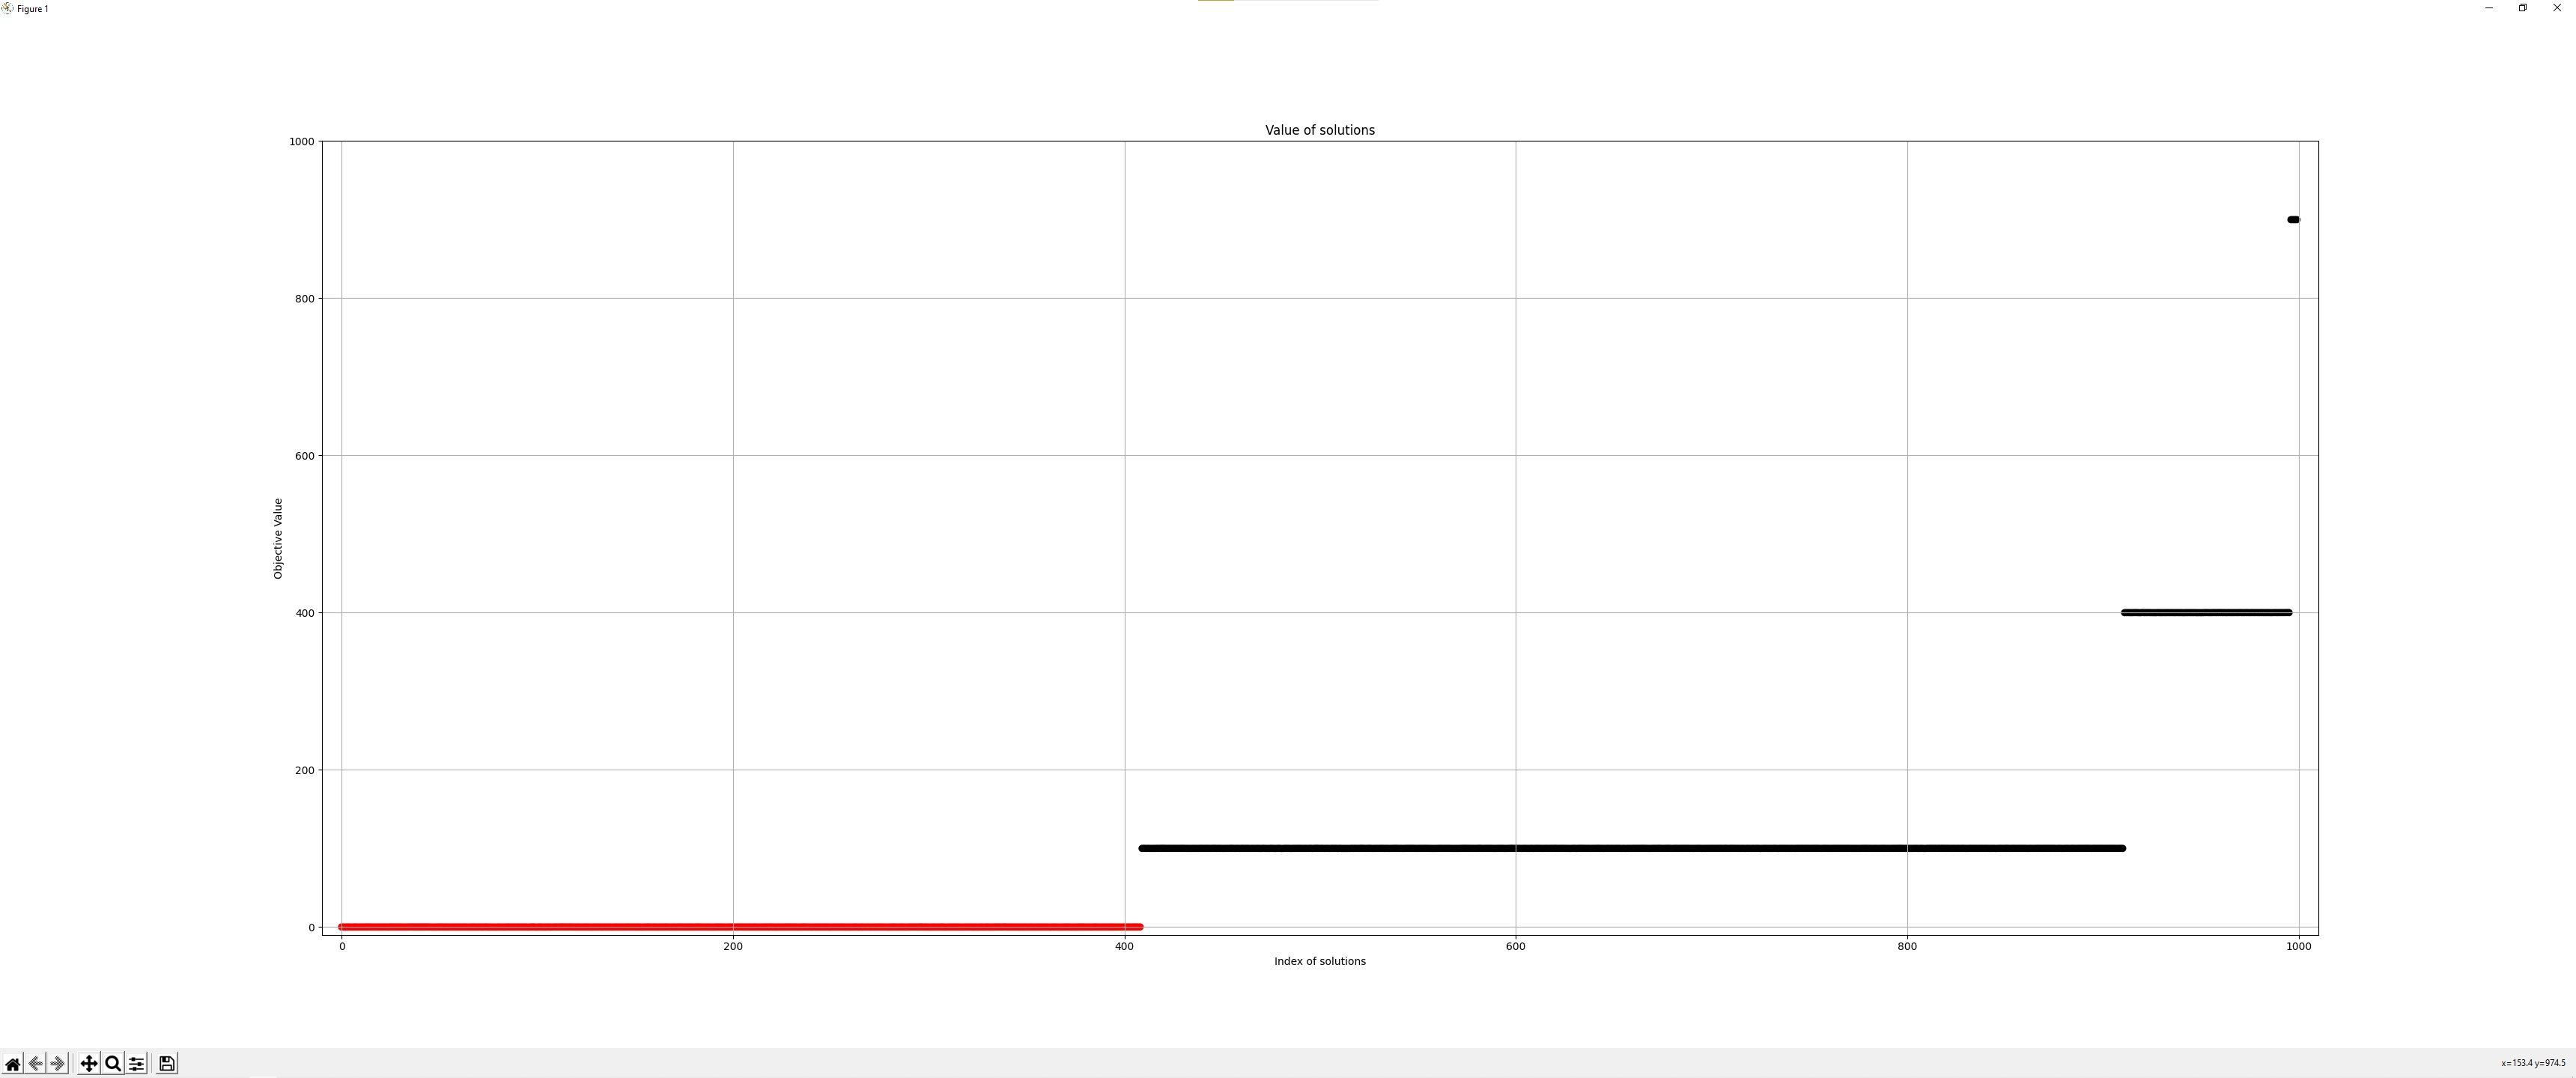 Figure 1
Value of solutions
1000
800
600
400
200
0
Objective Value
0 200 400 600 800 1000
Index of solutions
x=153.4 y=974.5